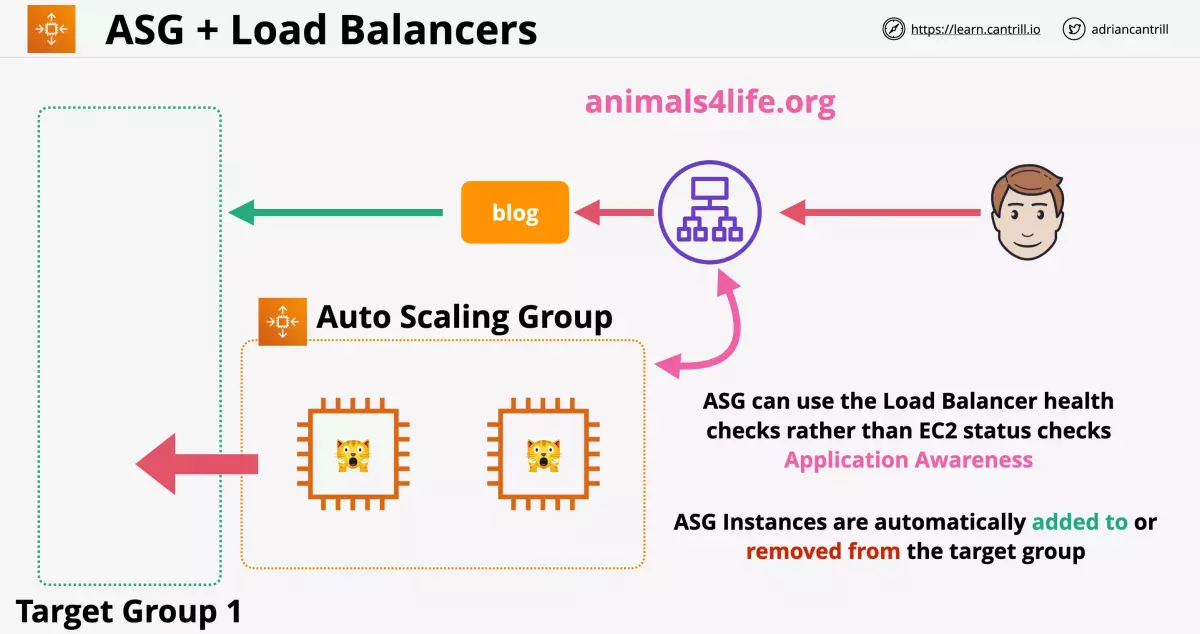 ASG + Load Balancers
https://learn.cantrill.io
adriancantrill
animals4life.org
blog
Auto Scaling Group
ASG can use the Load Balancer health
checks rather than EC2 status checks
Application Awareness
ASG Instances are automatically added to or
removed from the target group
Target Group 1